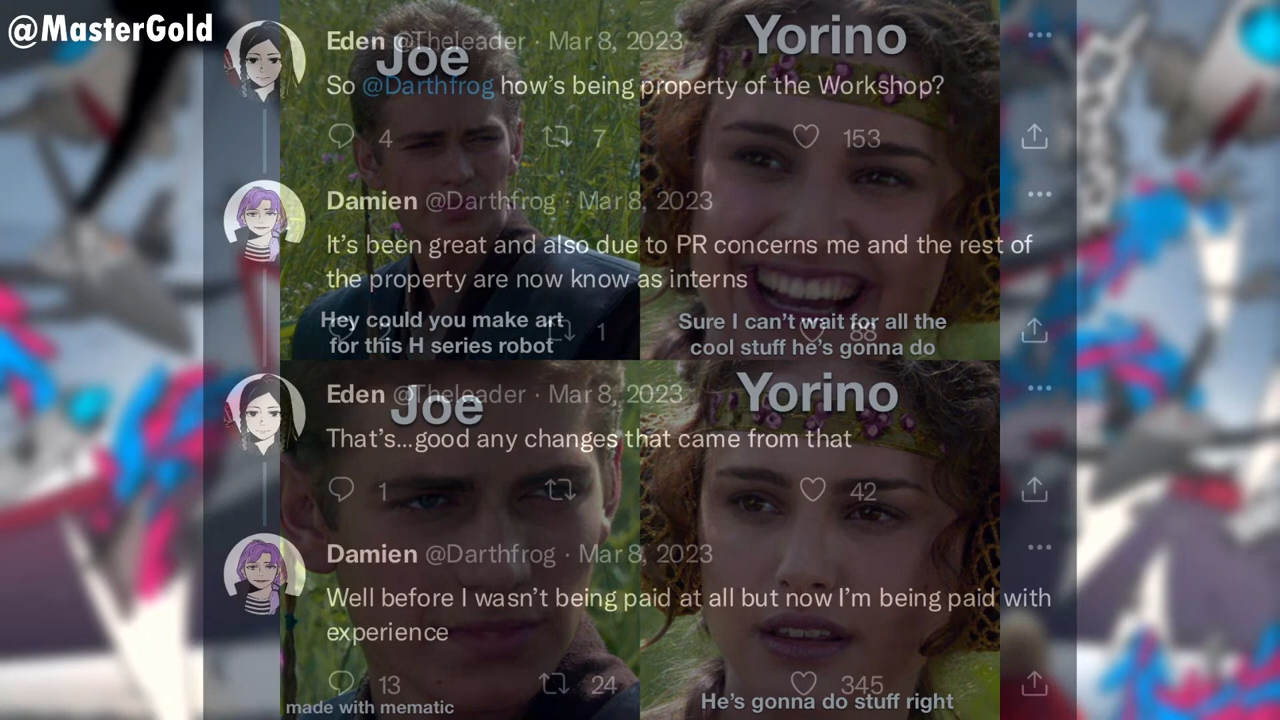 @MasterGold
Eden @Theleader · Mar 8, 2023
So @Darthfrog how's being property of the Workshop?
4 7 153
Damien @Darthfrog · Mar 8, 2023
It's been great and also due to PR concerns me and the rest of
the property are now know as interns
1 88
Eden @Theleader · Mar 8, 2023
That's...good any changes that came from that
1 42
Damien @Darthfrog · Mar 8, 2023
Well before I wasn't being paid at all but now I'm being paid with
experience
13 24 345
Joe
Yorino
Hey could you make art
for this H series robot
Sure I can't wait for all the
cool stuff he's gonna do
Joe
Yorino
He's gonna do stuff right
made with mematic